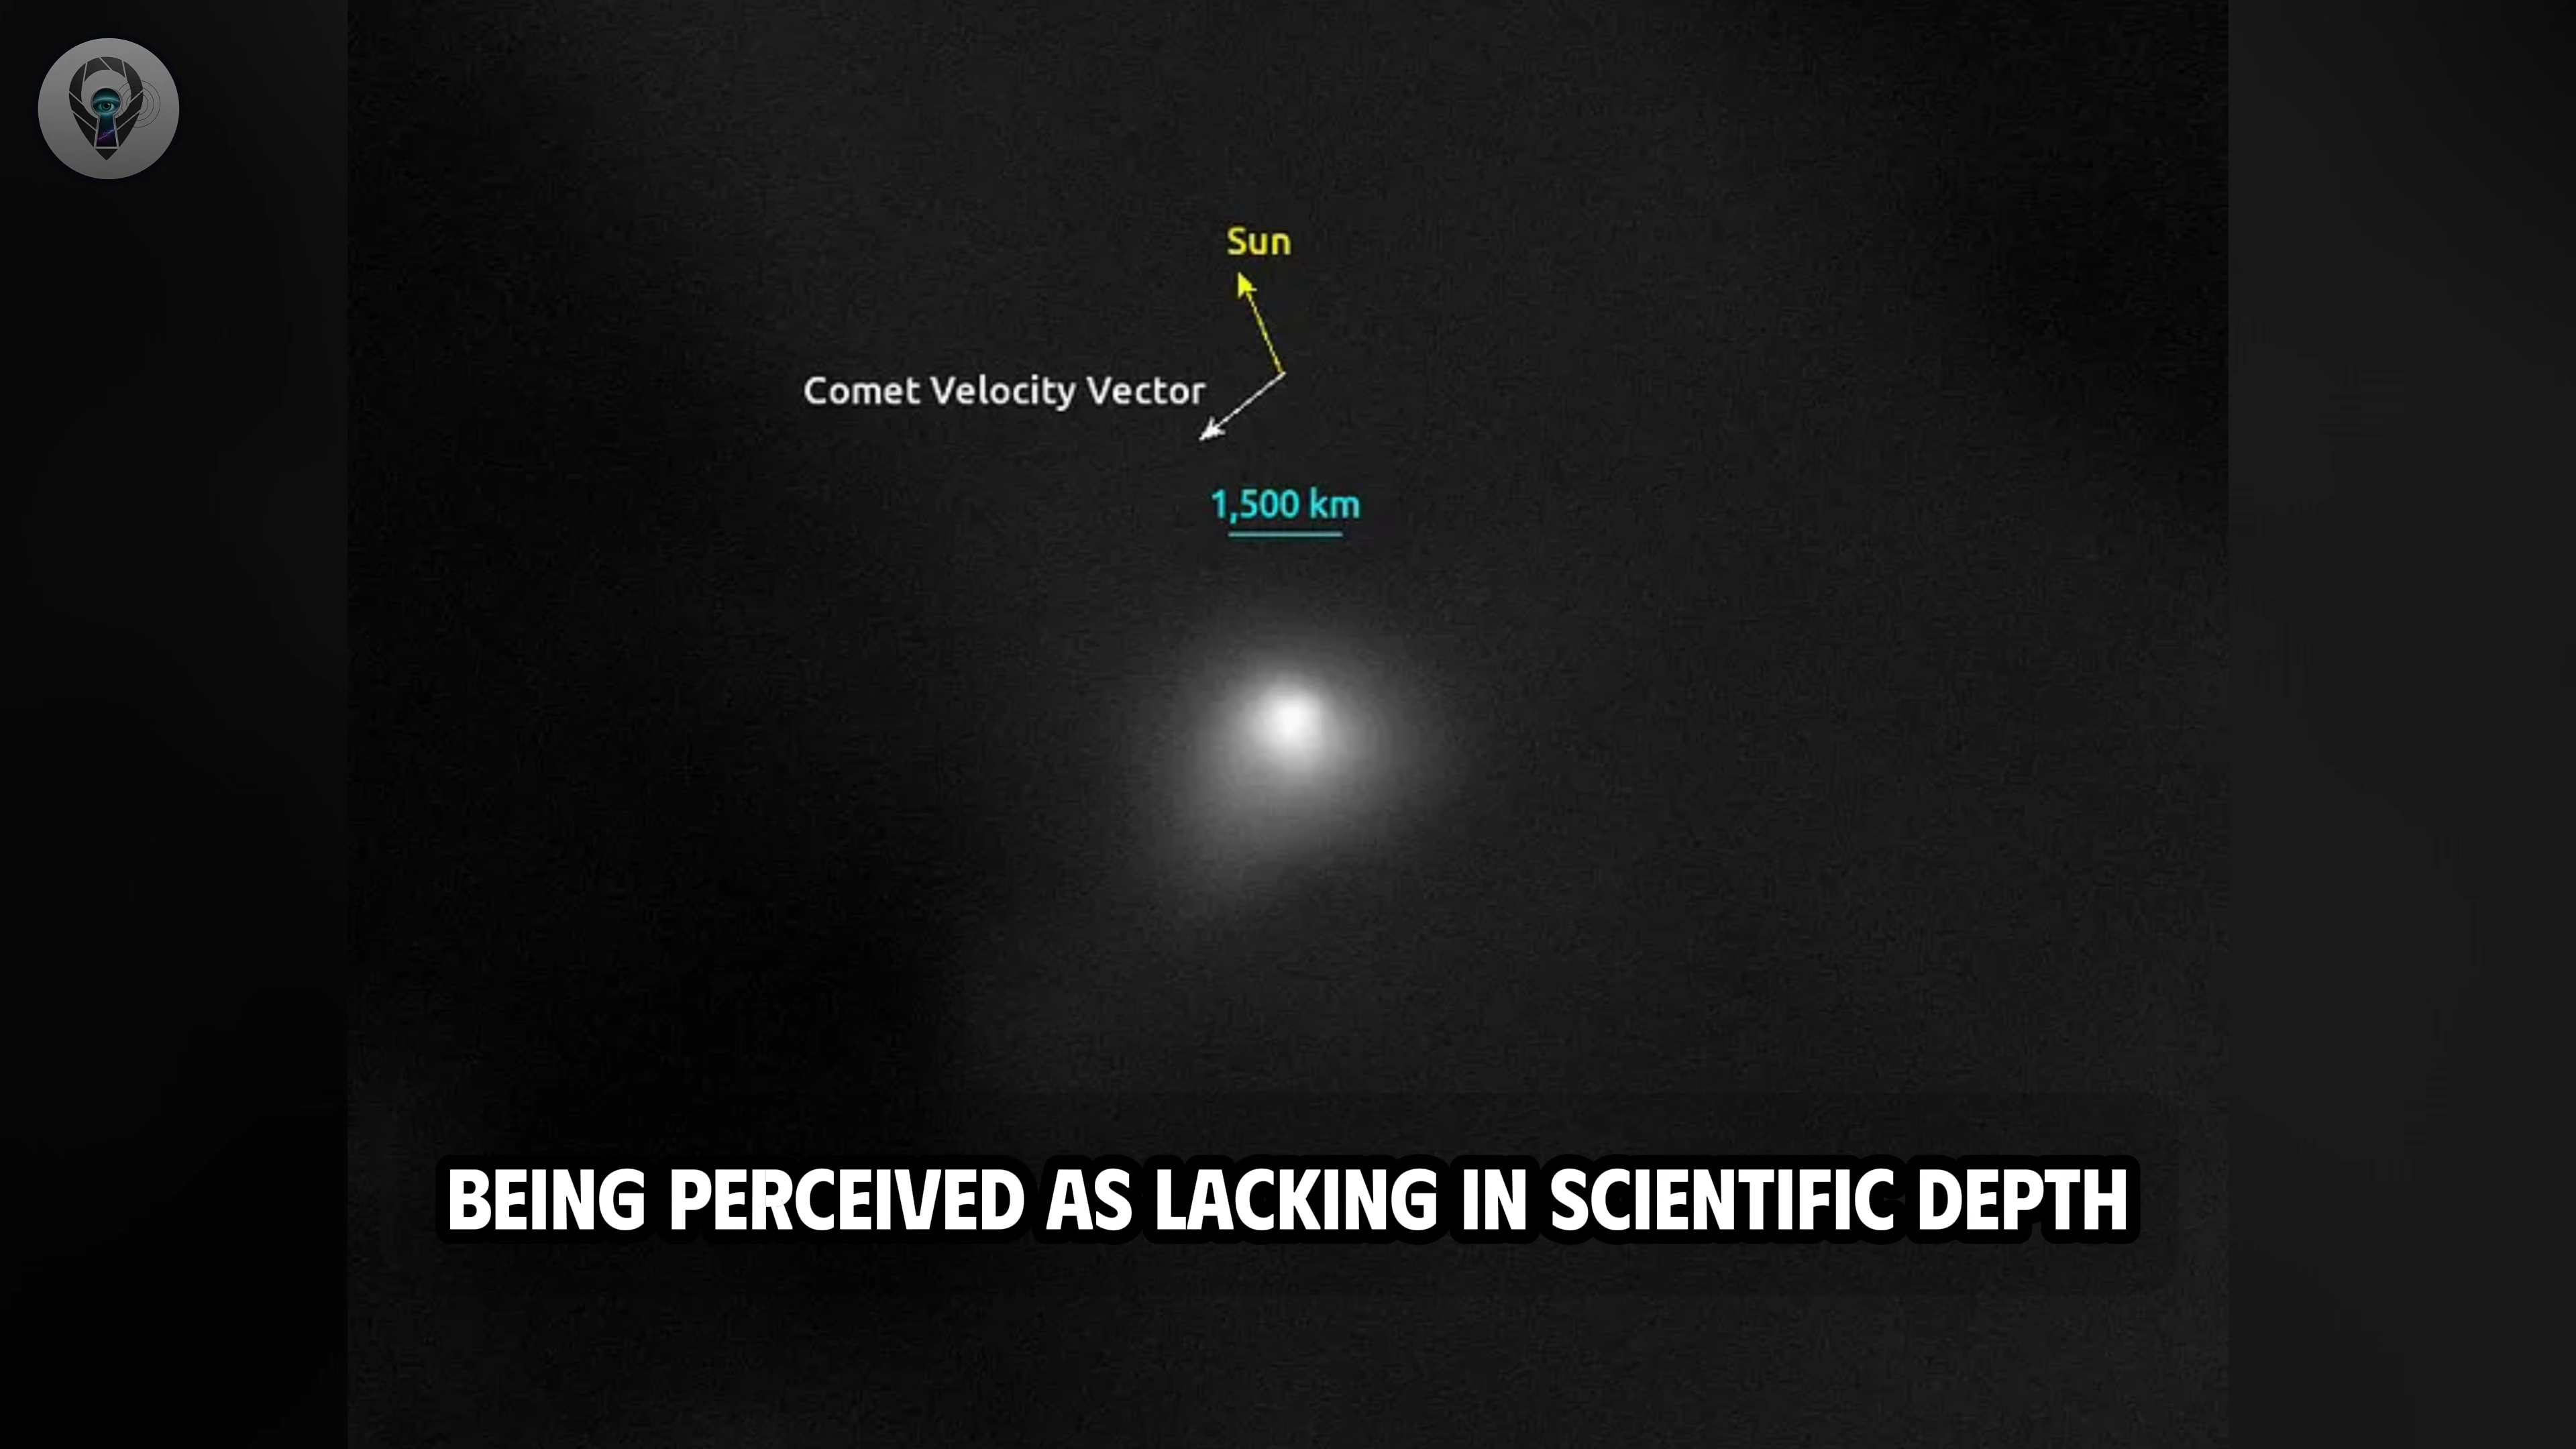 Sun
Comet Velocity Vector
1,500 km
BEING PERCEIVED AS LACKING IN SCIENTIFIC DEPTH